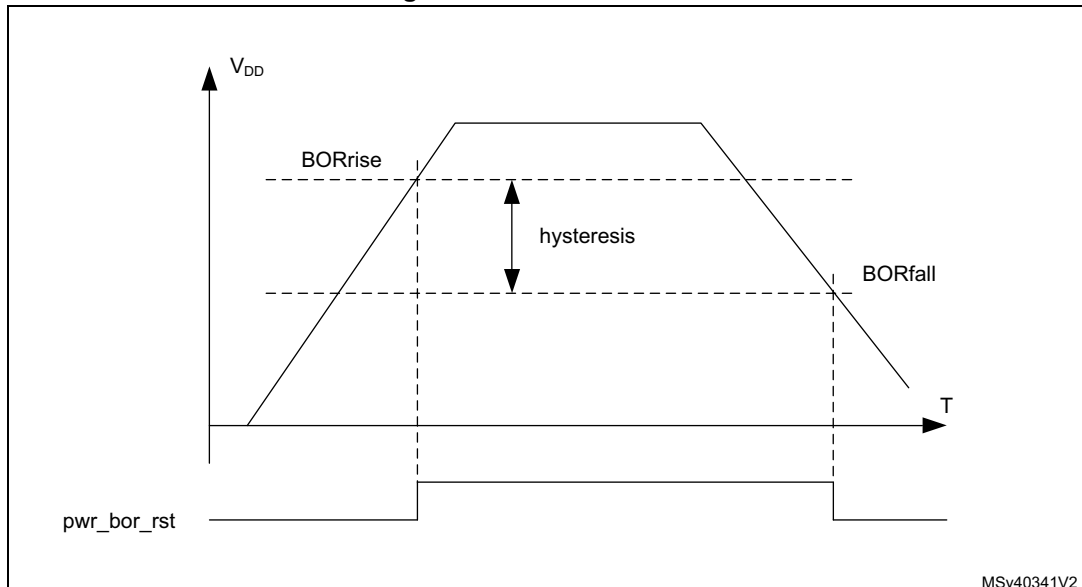 V_DD
BORrise
hysteresis
BORfall
T
pwr_bor_rst
MSv40341V2